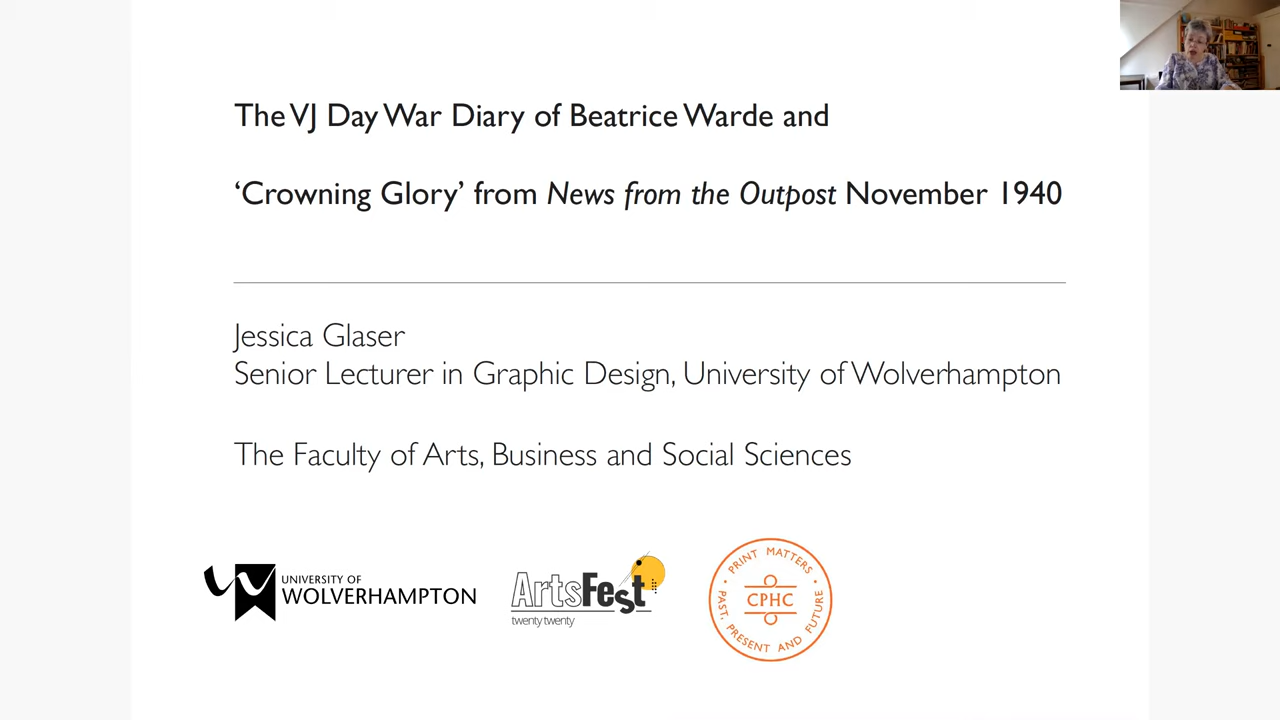 The VJ Day War Diary of Beatrice Warde and
‘Crowning Glory’ from News from the Outpost November 1940
Jessica Glaser
Senior Lecturer in Graphic Design, University of Wolverhampton
The Faculty of Arts, Business and Social Sciences
UNIVERSITY OF
WOLVERHAMPTON
ArtsFest
twenty twenty
PRINT MATTERS
CPHC
PAST, PRESENT AND FUTURE